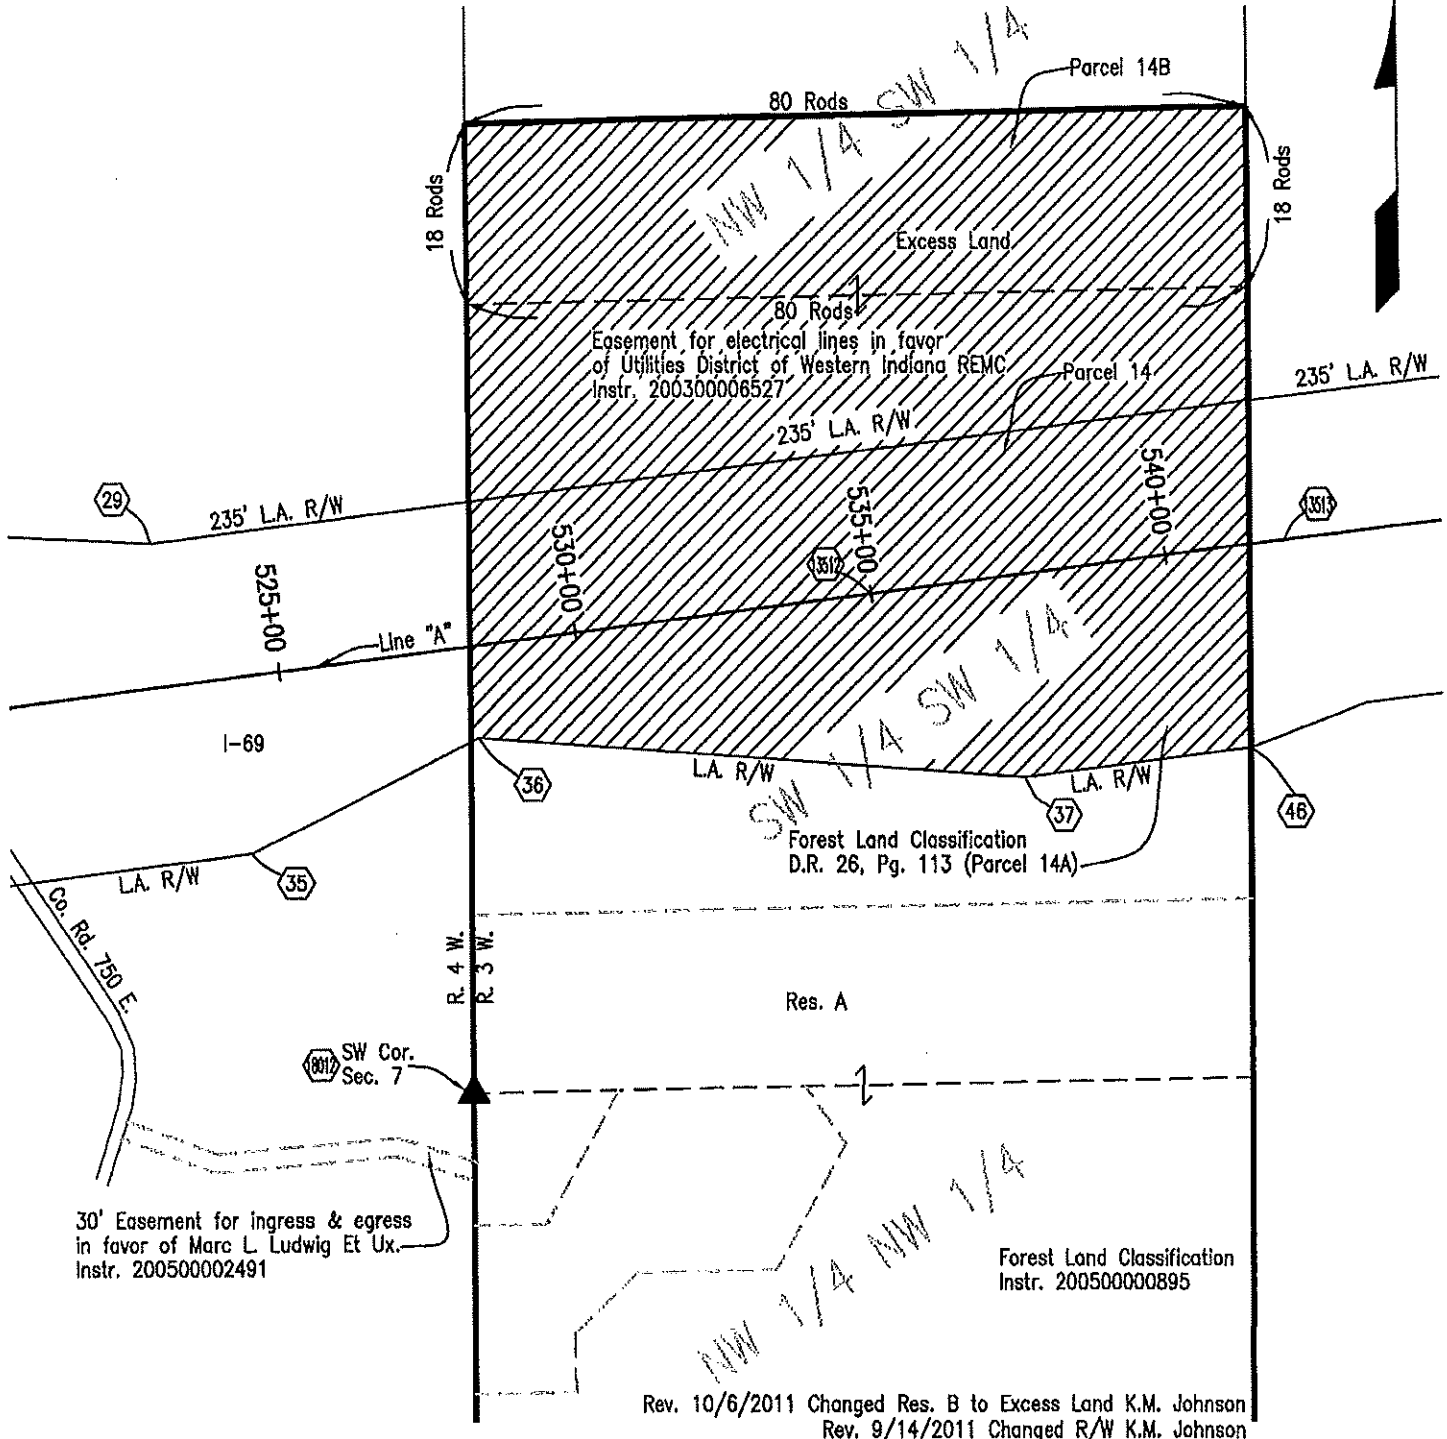 NW 1/4 SW 1/4
Parcel 14B
80 Rods
18 Rods
18 Rods
Excess Land
80 Rods
Easement for electrical lines in favor
of Utilities District of Western Indiana REMC
Instr. 200300006527
Parcel 14
235' L.A. R/W
235' L.A. R/W
29
235' L.A. R/W
540+00
535+00
13513
530+00
13512
525+00
Line "A"
SW 1/4 SW 1/4
I-69
36
L.A. R/W
L.A. R/W
37
46
Forest Land Classification
D.R. 26, Pg. 113 (Parcel 14A)
L.A. R/W
35
Co. Rd. 750 E.
R. 4 W.
R. 3 W.
Res. A
18012
SW Cor.
Sec. 7
NW 1/4 NW 1/4
30' Easement for ingress & egress
in favor of Marc L. Ludwig Et Ux.
Instr. 200500002491
Forest Land Classification
Instr. 200500000895
Rev. 10/6/2011 Changed Res. B to Excess Land K.M. Johnson
Rev. 9/14/2011 Changed R/W K.M. Johnson